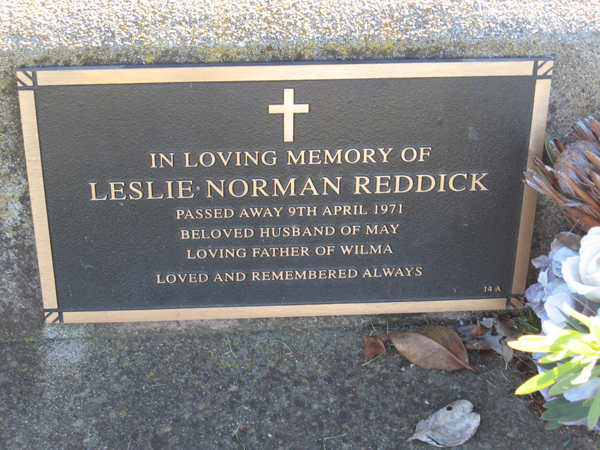 IN LOVING MEMORY OF
LESLIE NORMAN REDDICK
PASSED AWAY 9TH APRIL 1971
BELOVED HUSBAND OF MAY
LOVING FATHER OF WILMA
LOVED AND REMEMBERED ALWAYS
14 A